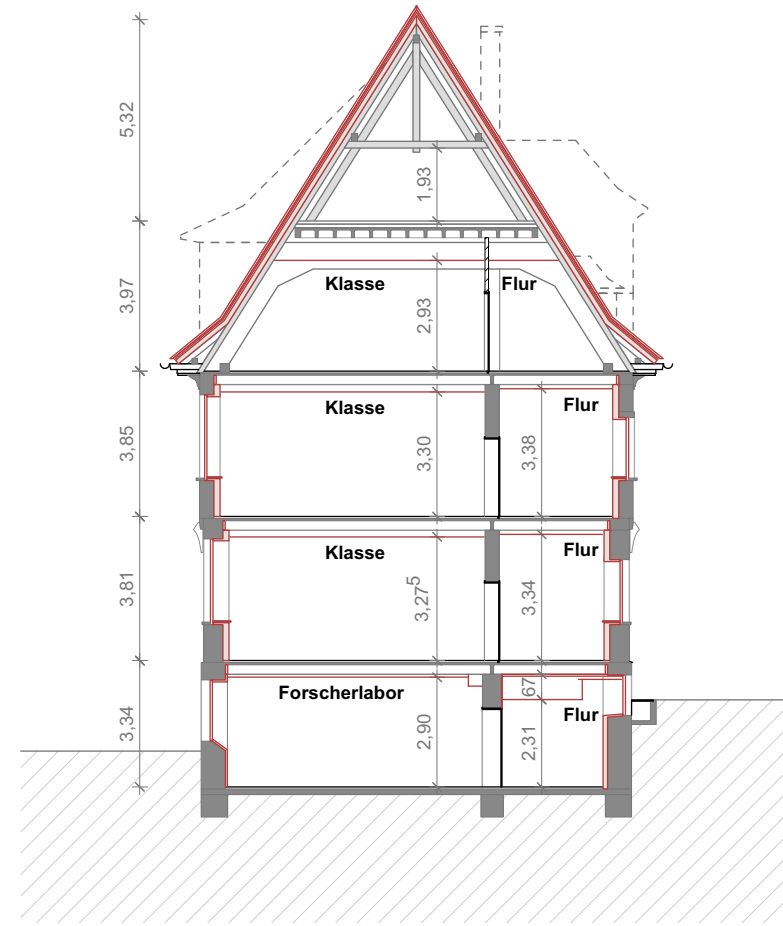 5,32
1,93
3,97
Klasse
Flur
2,93
Klasse
Flur
3,85
3,30
3,38
Klasse
Flur
3,81
3,27⁵
3,34
Forscherlabor
67
Flur
3,34
2,90
2,31